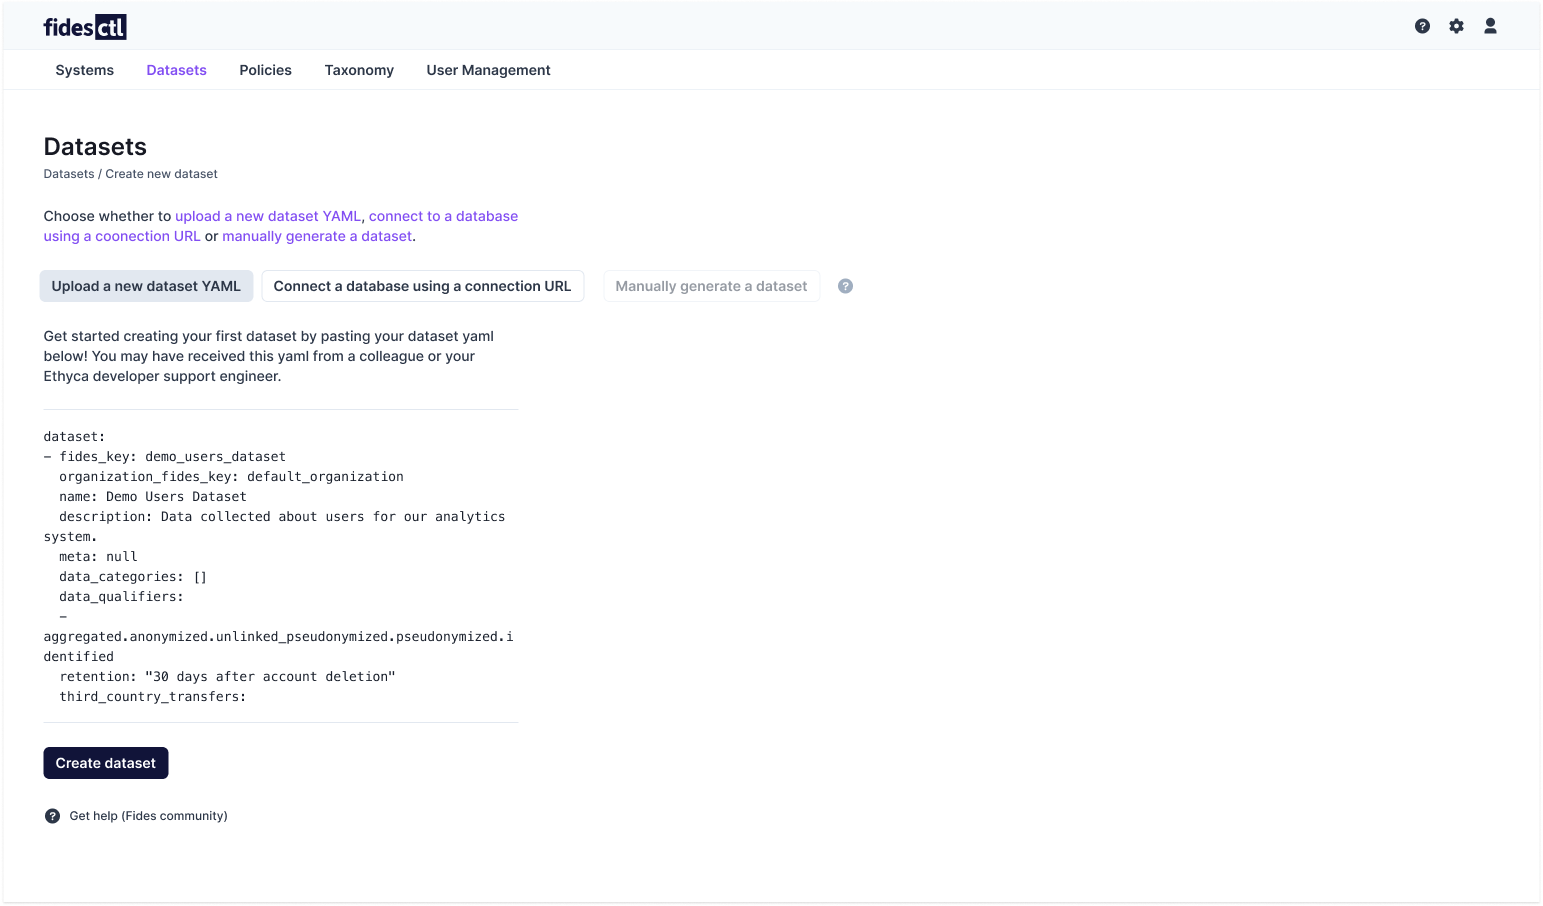 fidesctl
Systems Datasets Policies Taxonomy User Management
Datasets
Datasets / Create new dataset
Choose whether to upload a new dataset YAML, connect to a database
using a coonection URL or manually generate a dataset.
Upload a new dataset YAML Connect a database using a connection URL Manually generate a dataset ?
Get started creating your first dataset by pasting your dataset yaml
below! You may have received this yaml from a colleague or your
Ethyca developer support engineer.
dataset:
- fides_key: demo_users_dataset
  organization_fides_key: default_organization
  name: Demo Users Dataset
  description: Data collected about users for our analytics
system.
  meta: null
  data_categories: []
  data_qualifiers:
  -
aggregated.anonymized.unlinked_pseudonymized.pseudonymized.i
dentified
  retention: "30 days after account deletion"
  third_country_transfers:
Create dataset
? Get help (Fides community)